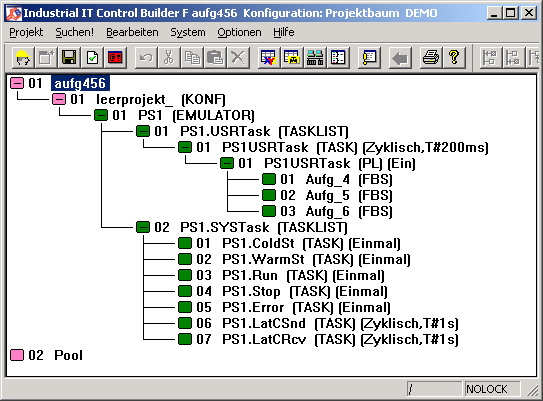 Industrial IT Control Builder F aufg456 Konfiguration: Projektbaum DEMO
Projekt Suchen! Bearbeiten System Optionen Hilfe
01 aufg456
01 leerprojekt_ (KONF)
01 PS1 (EMULATOR)
01 PS1.USRTask (TASKLIST)
01 PS1USRTask (TASK) (Zyklisch,T#200ms)
01 PS1USRTask (PL) (Ein)
01 Aufg_4 (FBS)
02 Aufg_5 (FBS)
03 Aufg_6 (FBS)
02 PS1.SYSTask (TASKLIST)
01 PS1.ColdSt (TASK) (Einmal)
02 PS1.WarmSt (TASK) (Einmal)
03 PS1.Run (TASK) (Einmal)
04 PS1.Stop (TASK) (Einmal)
05 PS1.Error (TASK) (Einmal)
06 PS1.LatCSnd (TASK) (Zyklisch,T#1s)
07 PS1.LatCRcv (TASK) (Zyklisch,T#1s)
02 Pool
/ NOLOCK